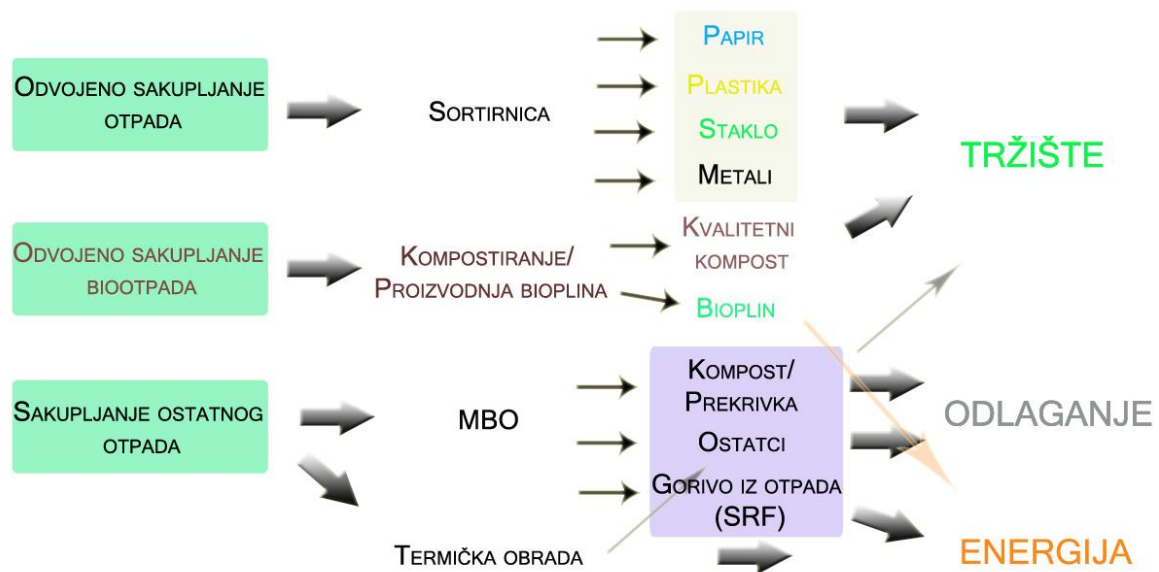 Odvojeno sakupljanje
otpada
Sortirnica
Papir
Plastika
Staklo
Metali
TRŽIŠTE
Odvojeno sakupljanje
biootpada
Kompostiranje/
Proizvodnja bioplina
Kvalitetni
kompost
Bioplin
Sakupljanje ostatnog
otpada
MBO
Kompost/
Prekrivka
Ostatci
Gorivo iz otpada
(SRF)
ODLAGANJE
Termička obrada
ENERGIJA